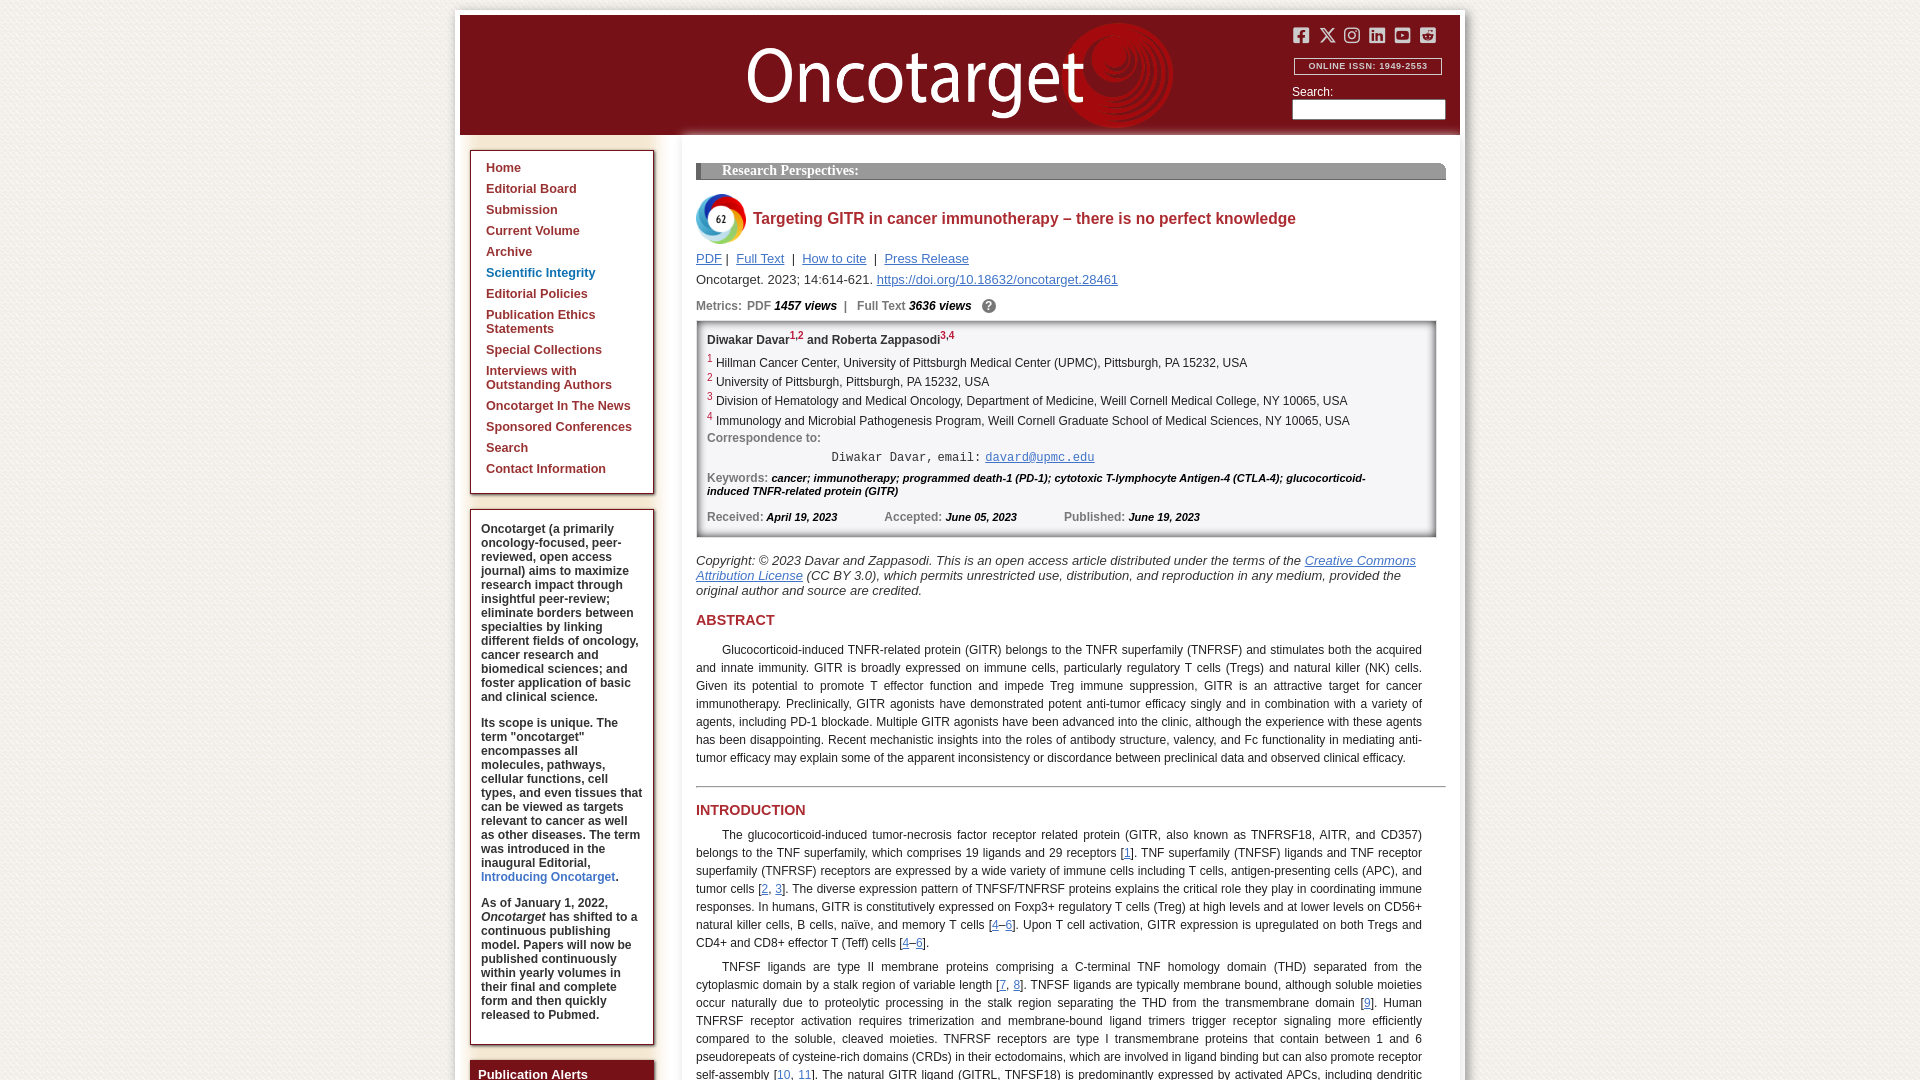 Oncotarget
ONLINE ISSN: 1949-2553
Search:
Home
Editorial Board
Submission
Current Volume
Archive
Scientific Integrity
Editorial Policies
Publication Ethics
Statements
Special Collections
Interviews with
Outstanding Authors
Oncotarget In The News
Sponsored Conferences
Search
Contact Information
Oncotarget (a primarily
oncology-focused, peer-
reviewed, open access
journal) aims to maximize
research impact through
insightful peer-review;
eliminate borders between
specialties by linking
different fields of oncology,
cancer research and
biomedical sciences; and
foster application of basic
and clinical science.
Its scope is unique. The
term "oncotarget"
encompasses all
molecules, pathways,
cellular functions, cell
types, and even tissues that
can be viewed as targets
relevant to cancer as well
as other diseases. The term
was introduced in the
inaugural Editorial,
Introducing Oncotarget.
As of January 1, 2022,
Oncotarget has shifted to a
continuous publishing
model. Papers will now be
published continuously
within yearly volumes in
their final and complete
form and then quickly
released to Pubmed.
Publication Alerts
Research Perspectives:
62
Targeting GITR in cancer immunotherapy – there is no perfect knowledge
PDF | Full Text | How to cite | Press Release
Oncotarget. 2023; 14:614-621. https://doi.org/10.18632/oncotarget.28461
Metrics: PDF 1457 views | Full Text 3636 views ?
Diwakar Davar1,2 and Roberta Zappasodi3,4
1 Hillman Cancer Center, University of Pittsburgh Medical Center (UPMC), Pittsburgh, PA 15232, USA
2 University of Pittsburgh, Pittsburgh, PA 15232, USA
3 Division of Hematology and Medical Oncology, Department of Medicine, Weill Cornell Medical College, NY 10065, USA
4 Immunology and Microbial Pathogenesis Program, Weill Cornell Graduate School of Medical Sciences, NY 10065, USA
Correspondence to:
Diwakar Davar, email: davard@upmc.edu
Keywords: cancer; immunotherapy; programmed death-1 (PD-1); cytotoxic T-lymphocyte Antigen-4 (CTLA-4); glucocorticoid-
induced TNFR-related protein (GITR)
Received: April 19, 2023 Accepted: June 05, 2023 Published: June 19, 2023
Copyright: © 2023 Davar and Zappasodi. This is an open access article distributed under the terms of the Creative Commons
Attribution License (CC BY 3.0), which permits unrestricted use, distribution, and reproduction in any medium, provided the
original author and source are credited.
ABSTRACT
Glucocorticoid-induced TNFR-related protein (GITR) belongs to the TNFR superfamily (TNFRSF) and stimulates both the acquired
and innate immunity. GITR is broadly expressed on immune cells, particularly regulatory T cells (Tregs) and natural killer (NK) cells.
Given its potential to promote T effector function and impede Treg immune suppression, GITR is an attractive target for cancer
immunotherapy. Preclinically, GITR agonists have demonstrated potent anti-tumor efficacy singly and in combination with a variety of
agents, including PD-1 blockade. Multiple GITR agonists have been advanced into the clinic, although the experience with these agents
has been disappointing. Recent mechanistic insights into the roles of antibody structure, valency, and Fc functionality in mediating anti-
tumor efficacy may explain some of the apparent inconsistency or discordance between preclinical data and observed clinical efficacy.
INTRODUCTION
The glucocorticoid-induced tumor-necrosis factor receptor related protein (GITR, also known as TNFRSF18, AITR, and CD357)
belongs to the TNF superfamily, which comprises 19 ligands and 29 receptors [1]. TNF superfamily (TNFSF) ligands and TNF receptor
superfamily (TNFRSF) receptors are expressed by a wide variety of immune cells including T cells, antigen-presenting cells (APC), and
tumor cells [2, 3]. The diverse expression pattern of TNFSF/TNFRSF proteins explains the critical role they play in coordinating immune
responses. In humans, GITR is constitutively expressed on Foxp3+ regulatory T cells (Treg) at high levels and at lower levels on CD56+
natural killer cells, B cells, naïve, and memory T cells [4–6]. Upon T cell activation, GITR expression is upregulated on both Tregs and
CD4+ and CD8+ effector T (Teff) cells [4–6].
TNFSF ligands are type II membrane proteins comprising a C-terminal TNF homology domain (THD) separated from the
cytoplasmic domain by a stalk region of variable length [7, 8]. TNFSF ligands are typically membrane bound, although soluble moieties
occur naturally due to proteolytic processing in the stalk region separating the THD from the transmembrane domain [9]. Human
TNFRSF receptor activation requires trimerization and membrane-bound ligand trimers trigger receptor signaling more efficiently
compared to the soluble, cleaved moieties. TNFRSF receptors are type I transmembrane proteins that contain between 1 and 6
pseudorepeats of cysteine-rich domains (CRDs) in their ectodomains, which are involved in ligand binding but can also promote receptor
self-assembly [10, 11]. The natural GITR ligand (GITRL, TNFSF18) is predominantly expressed by activated APCs, including dendritic